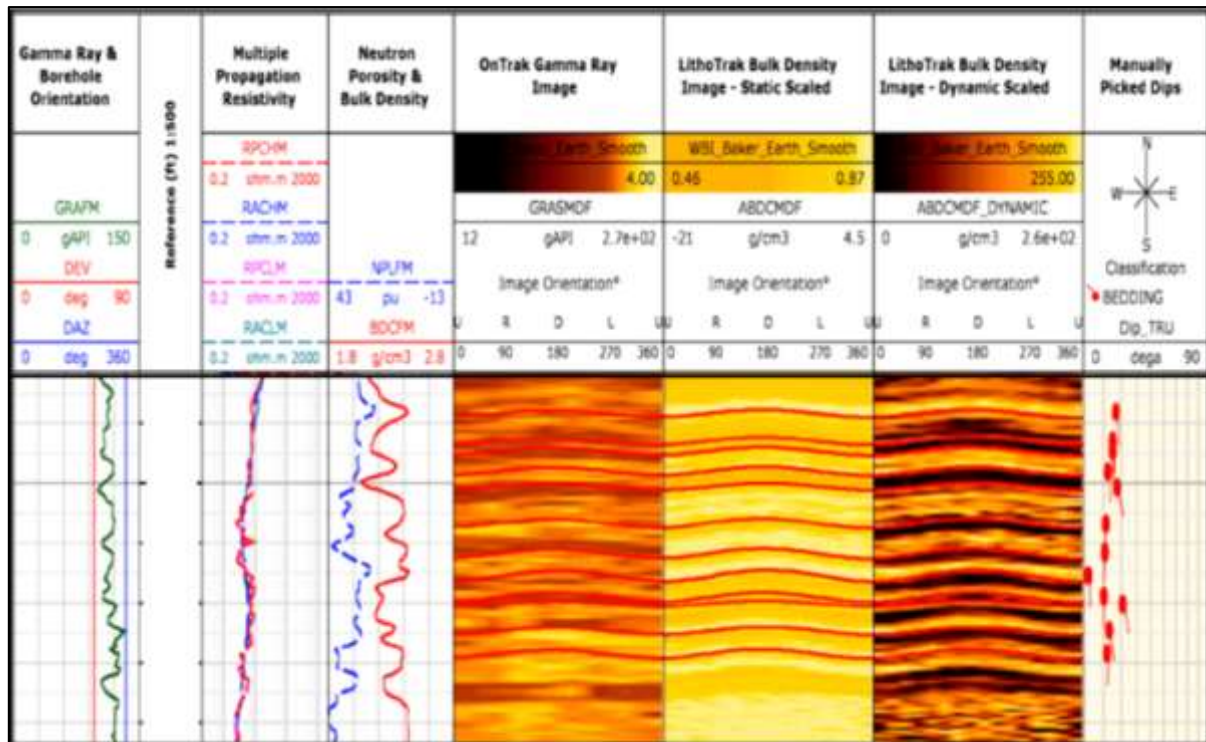 Gamma Ray &
Borehole
Orientation
GRAFM
0 gAPI 150
DEV
0 deg 90
DAZ
0 deg 360
Reference (ft) 1:500
Multiple
Propagation
Resistivity
RPCHM
0.2 ohm.m 2000
RACHM
0.2 ohm.m 2000
RPCLM
0.2 ohm.m 2000
RACLM
0.2 ohm.m 2000
Neutron
Porosity &
Bulk Density
NPLFM
43 pu -13
BDCFM
1.8 g/cm3 2.8
OnTrak Gamma Ray
Image
Earth_Smooth
4.00
GRASMDF
12 gAPI 2.7e+02
Image Orientation*
U R D L U
0 90 180 270 360
LithoTrak Bulk Density
Image - Static Scaled
WBI_Baker_Earth_Smooth
0.46 0.87
ABDCMDF
-21 g/cm3 4.5
Image Orientation*
U R D L U
0 90 180 270 360
LithoTrak Bulk Density
Image - Dynamic Scaled
Baker_Earth_Smooth
255.00
ABDCMDF_DYNAMIC
0 g/cm3 2.6e+02
Image Orientation*
U R D L U
0 90 180 270 360
Manually
Picked Dips
N
W E
S
Classification
BEDDING
Dip_TRU
0 dega 90